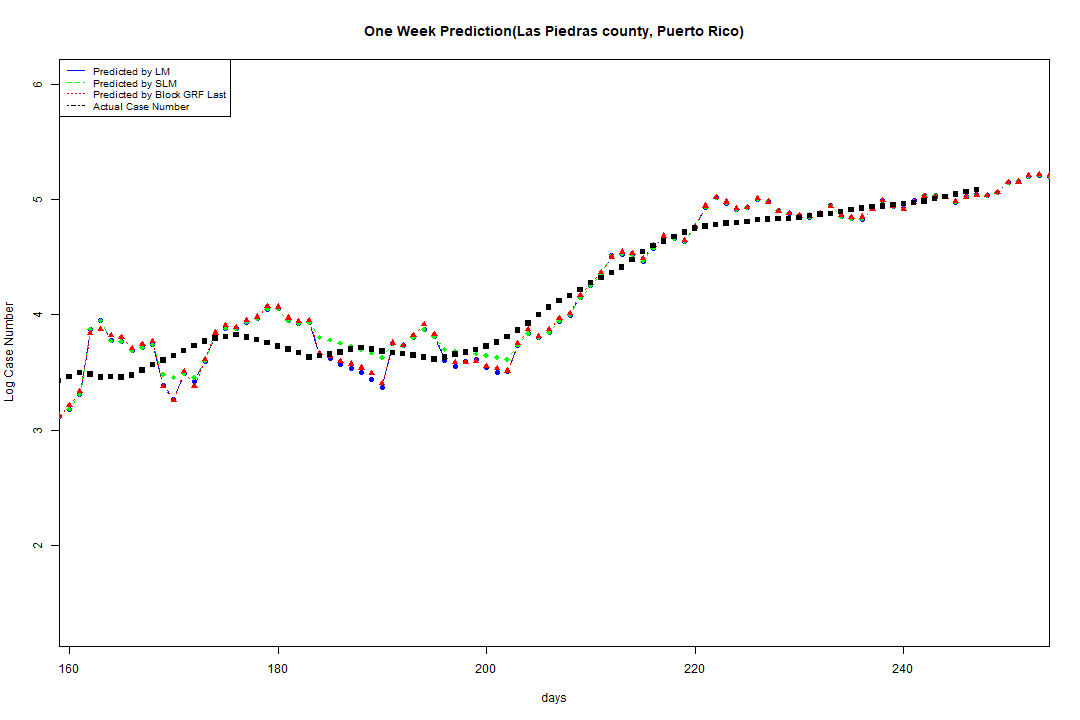 One Week Prediction(Las Piedras county, Puerto Rico)
Predicted by LM
Predicted by SLM
Predicted by Block GRF Last
Actual Case Number
6
5
4
3
2
Log Case Number
160 180 200 220 240
days